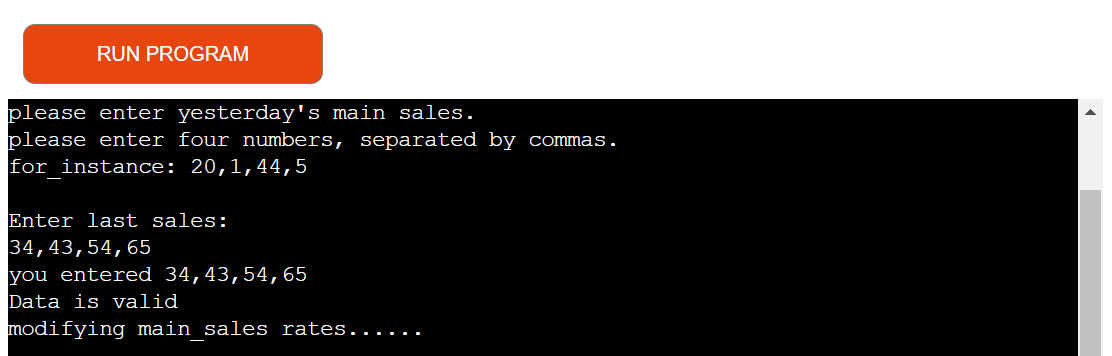 RUN PROGRAM
please enter yesterday's main sales.
please enter four numbers, separated by commas.
for_instance: 20,1,44,5
Enter last sales:
34,43,54,65
you entered 34,43,54,65
Data is valid
modifying main_sales rates......